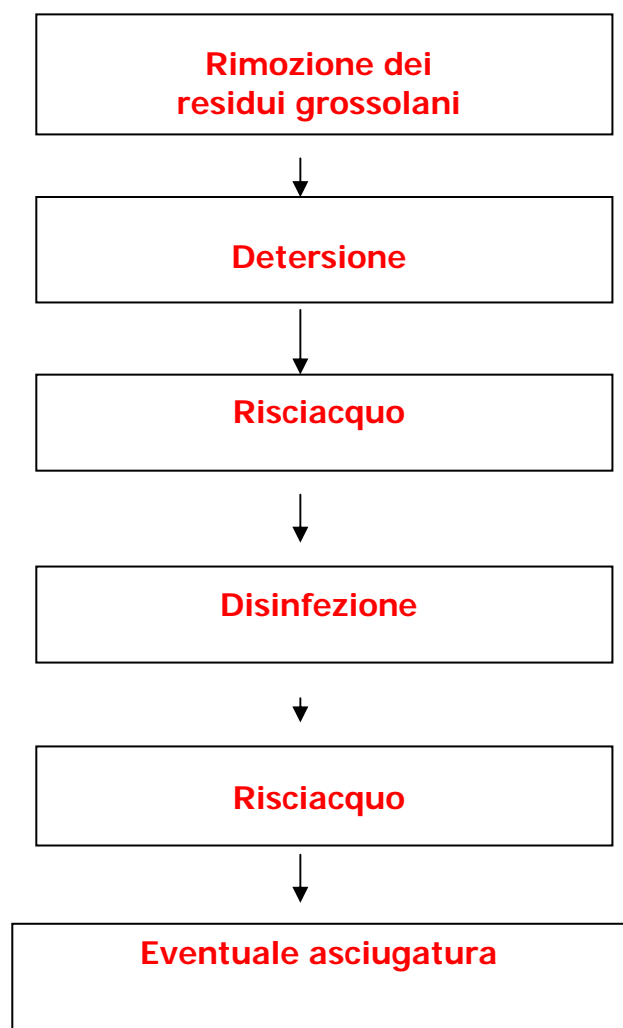 Rimozione dei
residui grossolani
Detersione
Risciacquo
Disinfezione
Risciacquo
Eventuale asciugatura